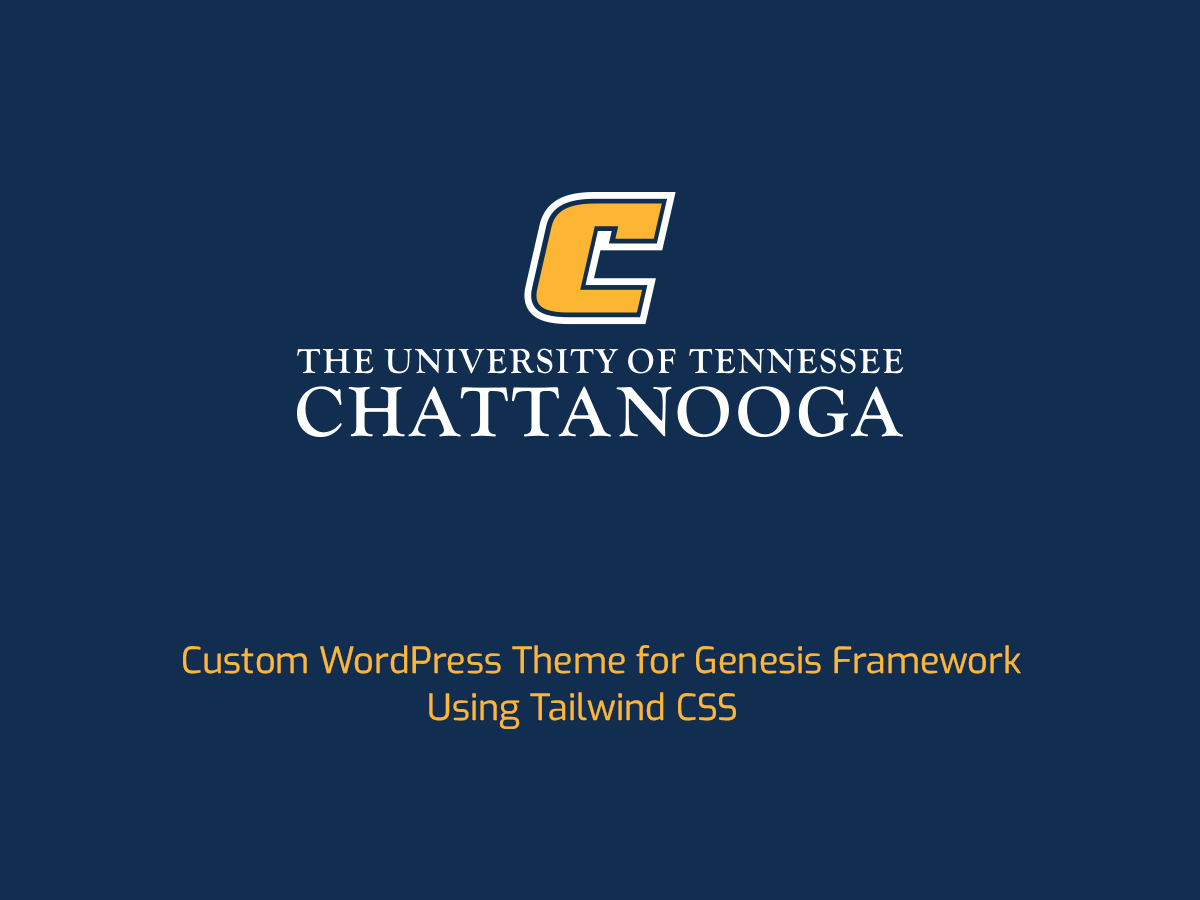 C
THE UNIVERSITY OF TENNESSEE
CHATTANOOGA
Custom WordPress Theme for Genesis Framework
Using Tailwind CSS